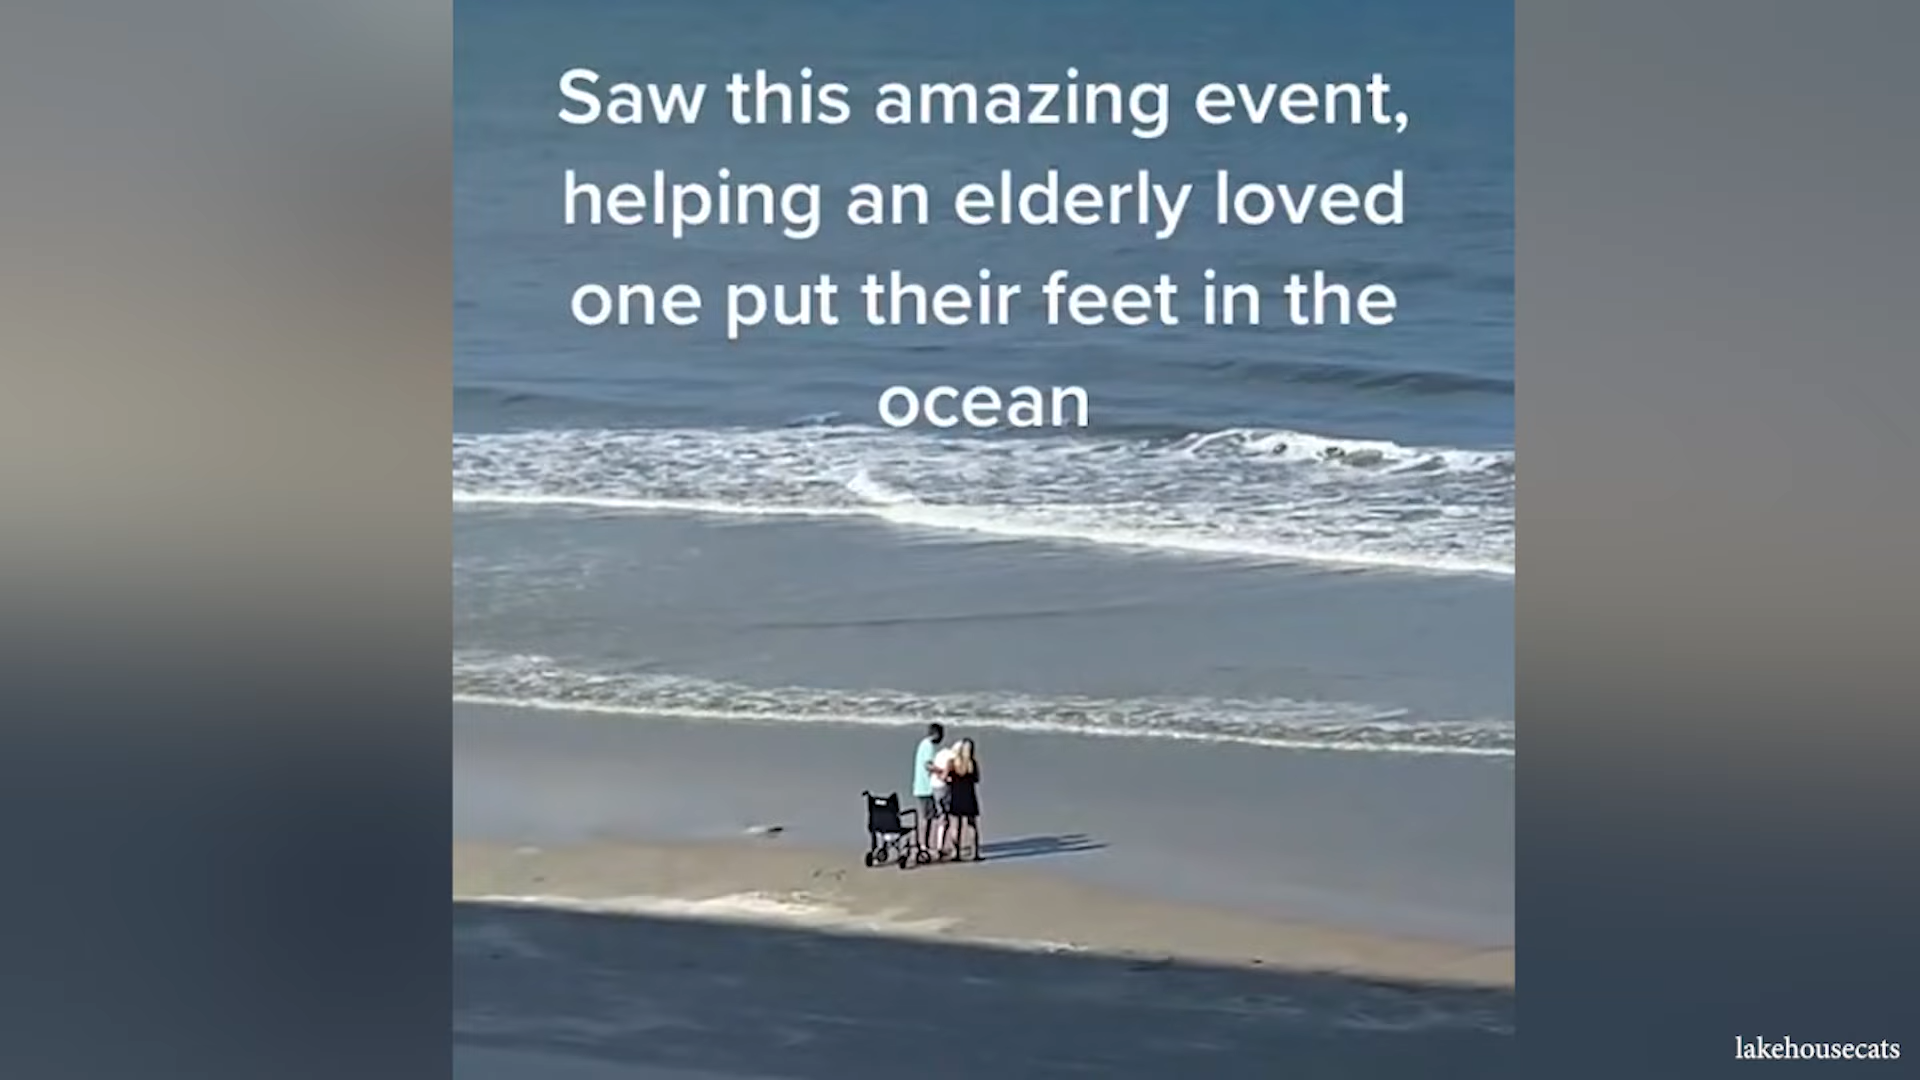 Saw this amazing event,
helping an elderly loved
one put their feet in the
ocean
lakehousecats